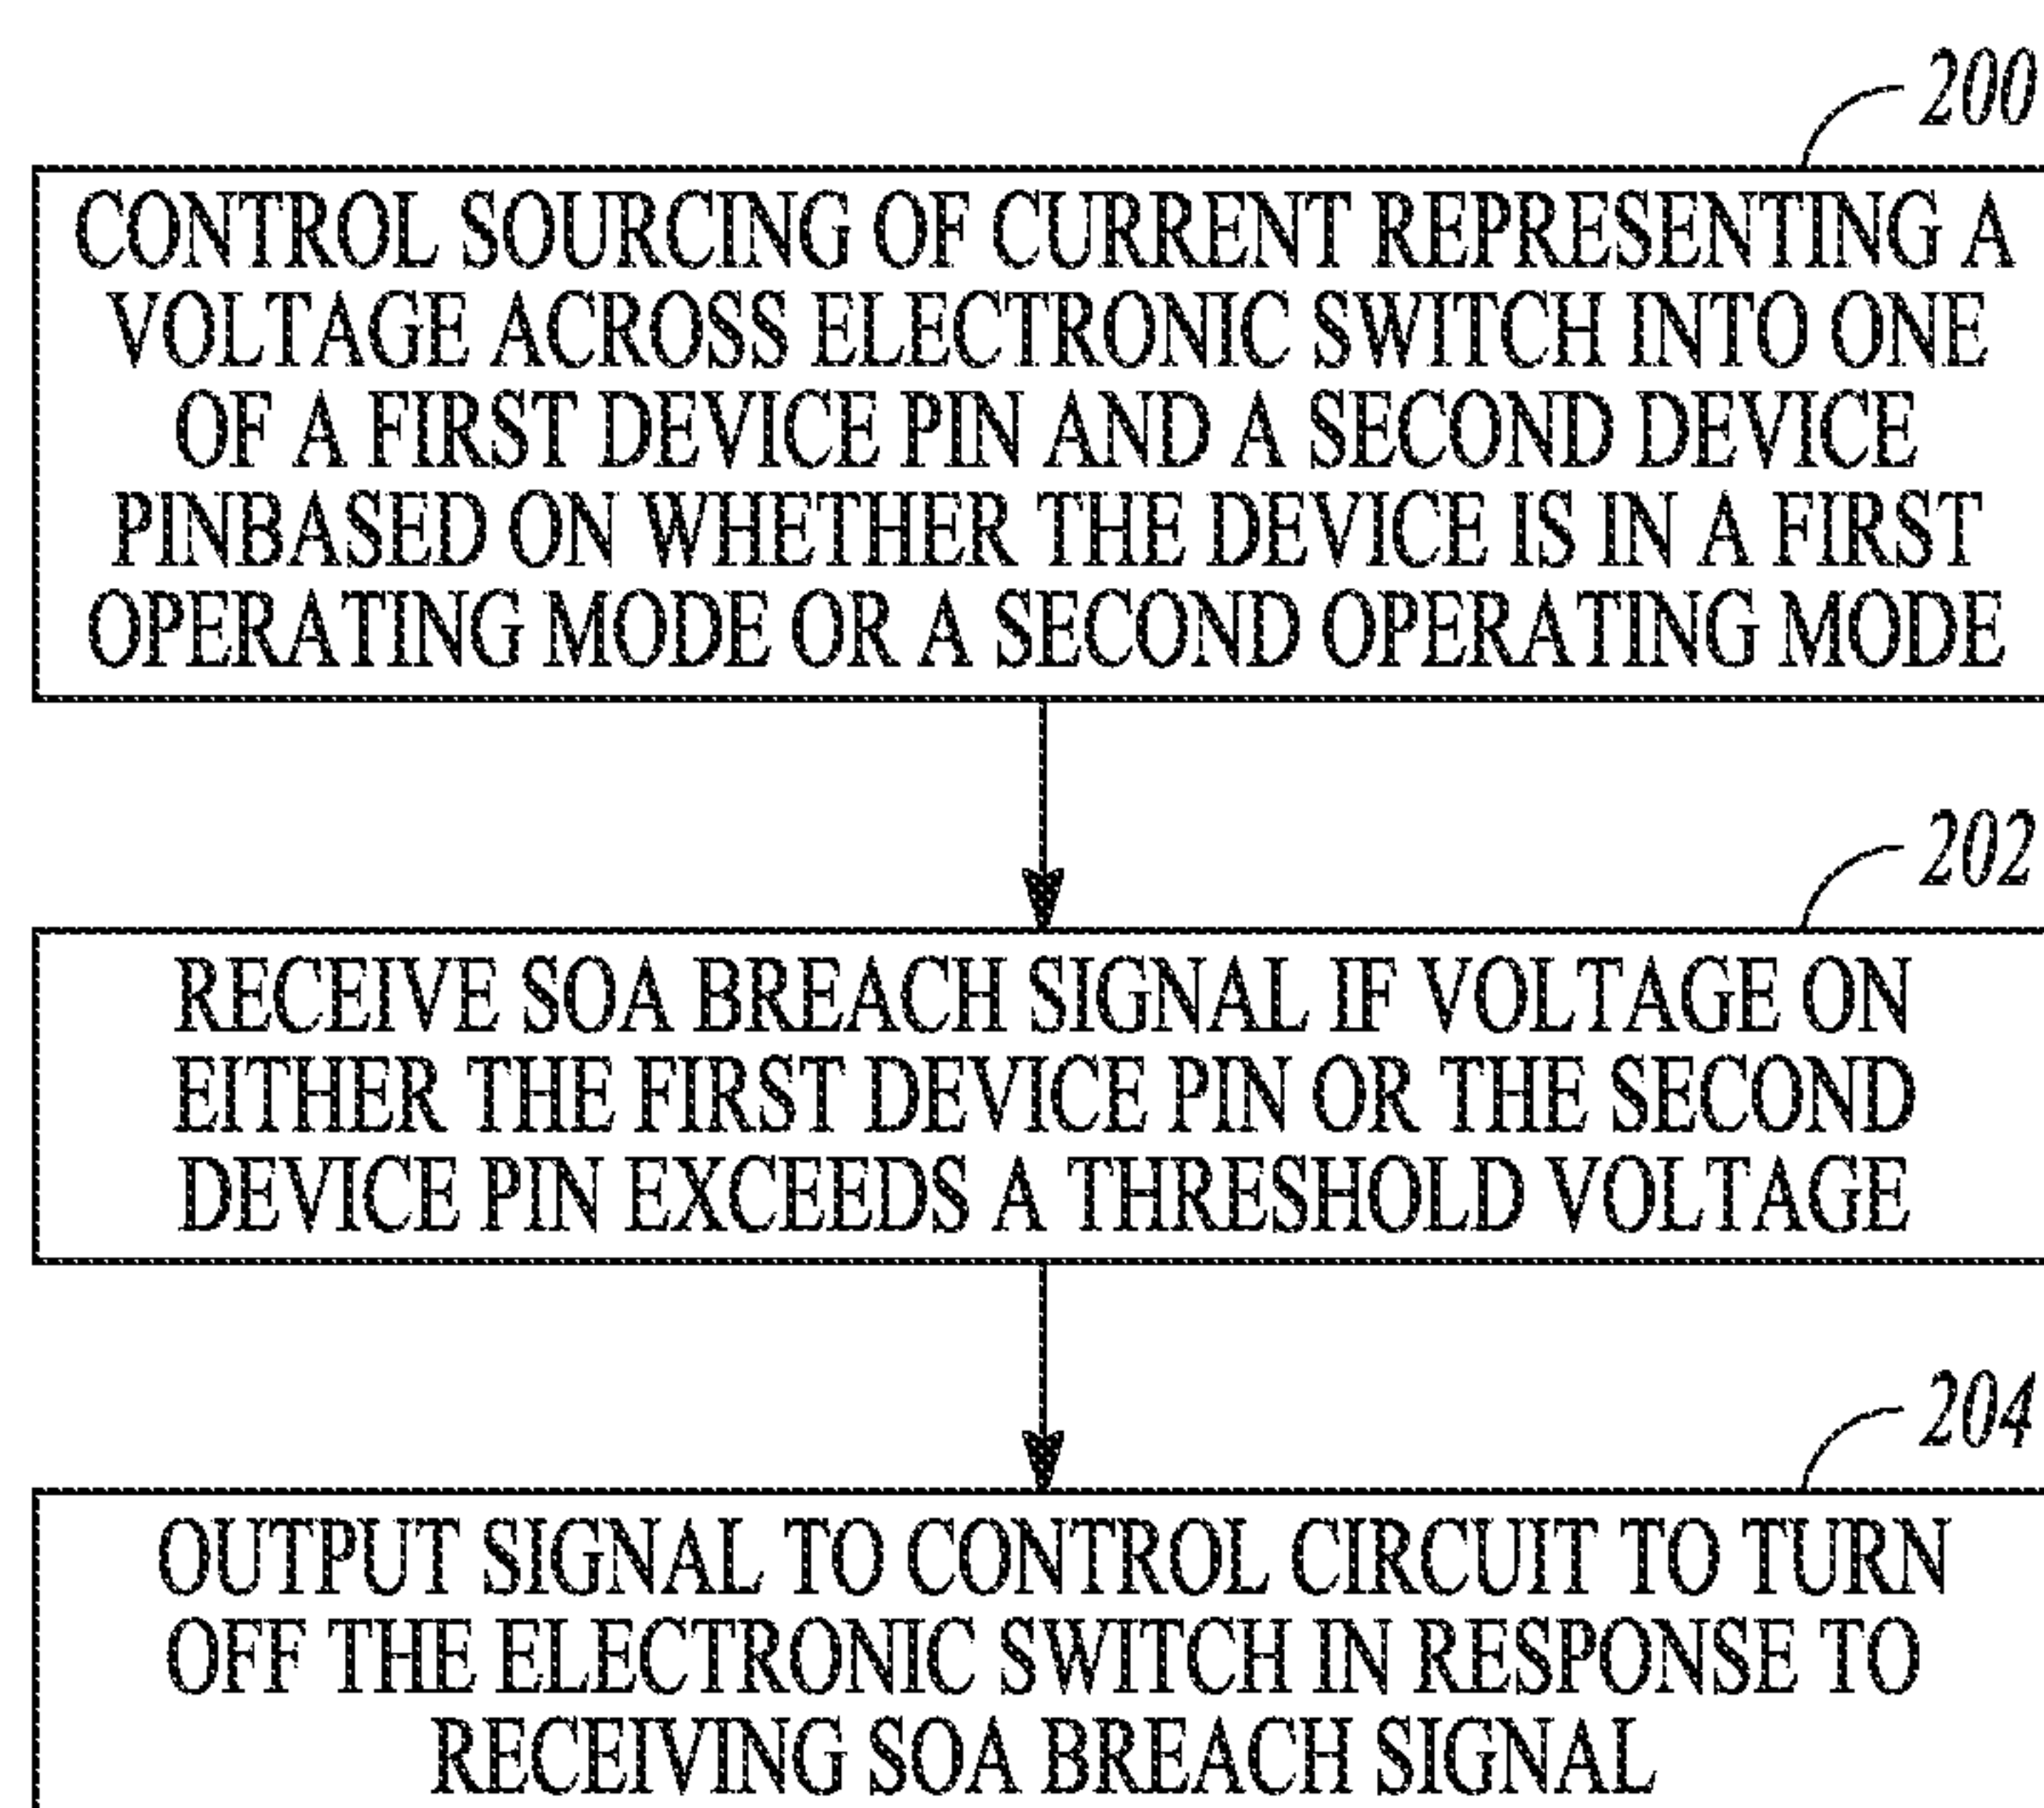 200
CONTROL SOURCING OF CURRENT REPRESENTING A
VOLTAGE ACROSS ELECTRONIC SWITCH INTO ONE
OF A FIRST DEVICE PIN AND A SECOND DEVICE
PINBASED ON WHETHER THE DEVICE IS IN A FIRST
OPERATING MODE OR A SECOND OPERATING MODE
202
RECEIVE SOA BREACH SIGNAL IF VOLTAGE ON
EITHER THE FIRST DEVICE PIN OR THE SECOND
DEVICE PIN EXCEEDS A THRESHOLD VOLTAGE
204
OUTPUT SIGNAL TO CONTROL CIRCUIT TO TURN
OFF THE ELECTRONIC SWITCH IN RESPONSE TO
RECEIVING SOA BREACH SIGNAL